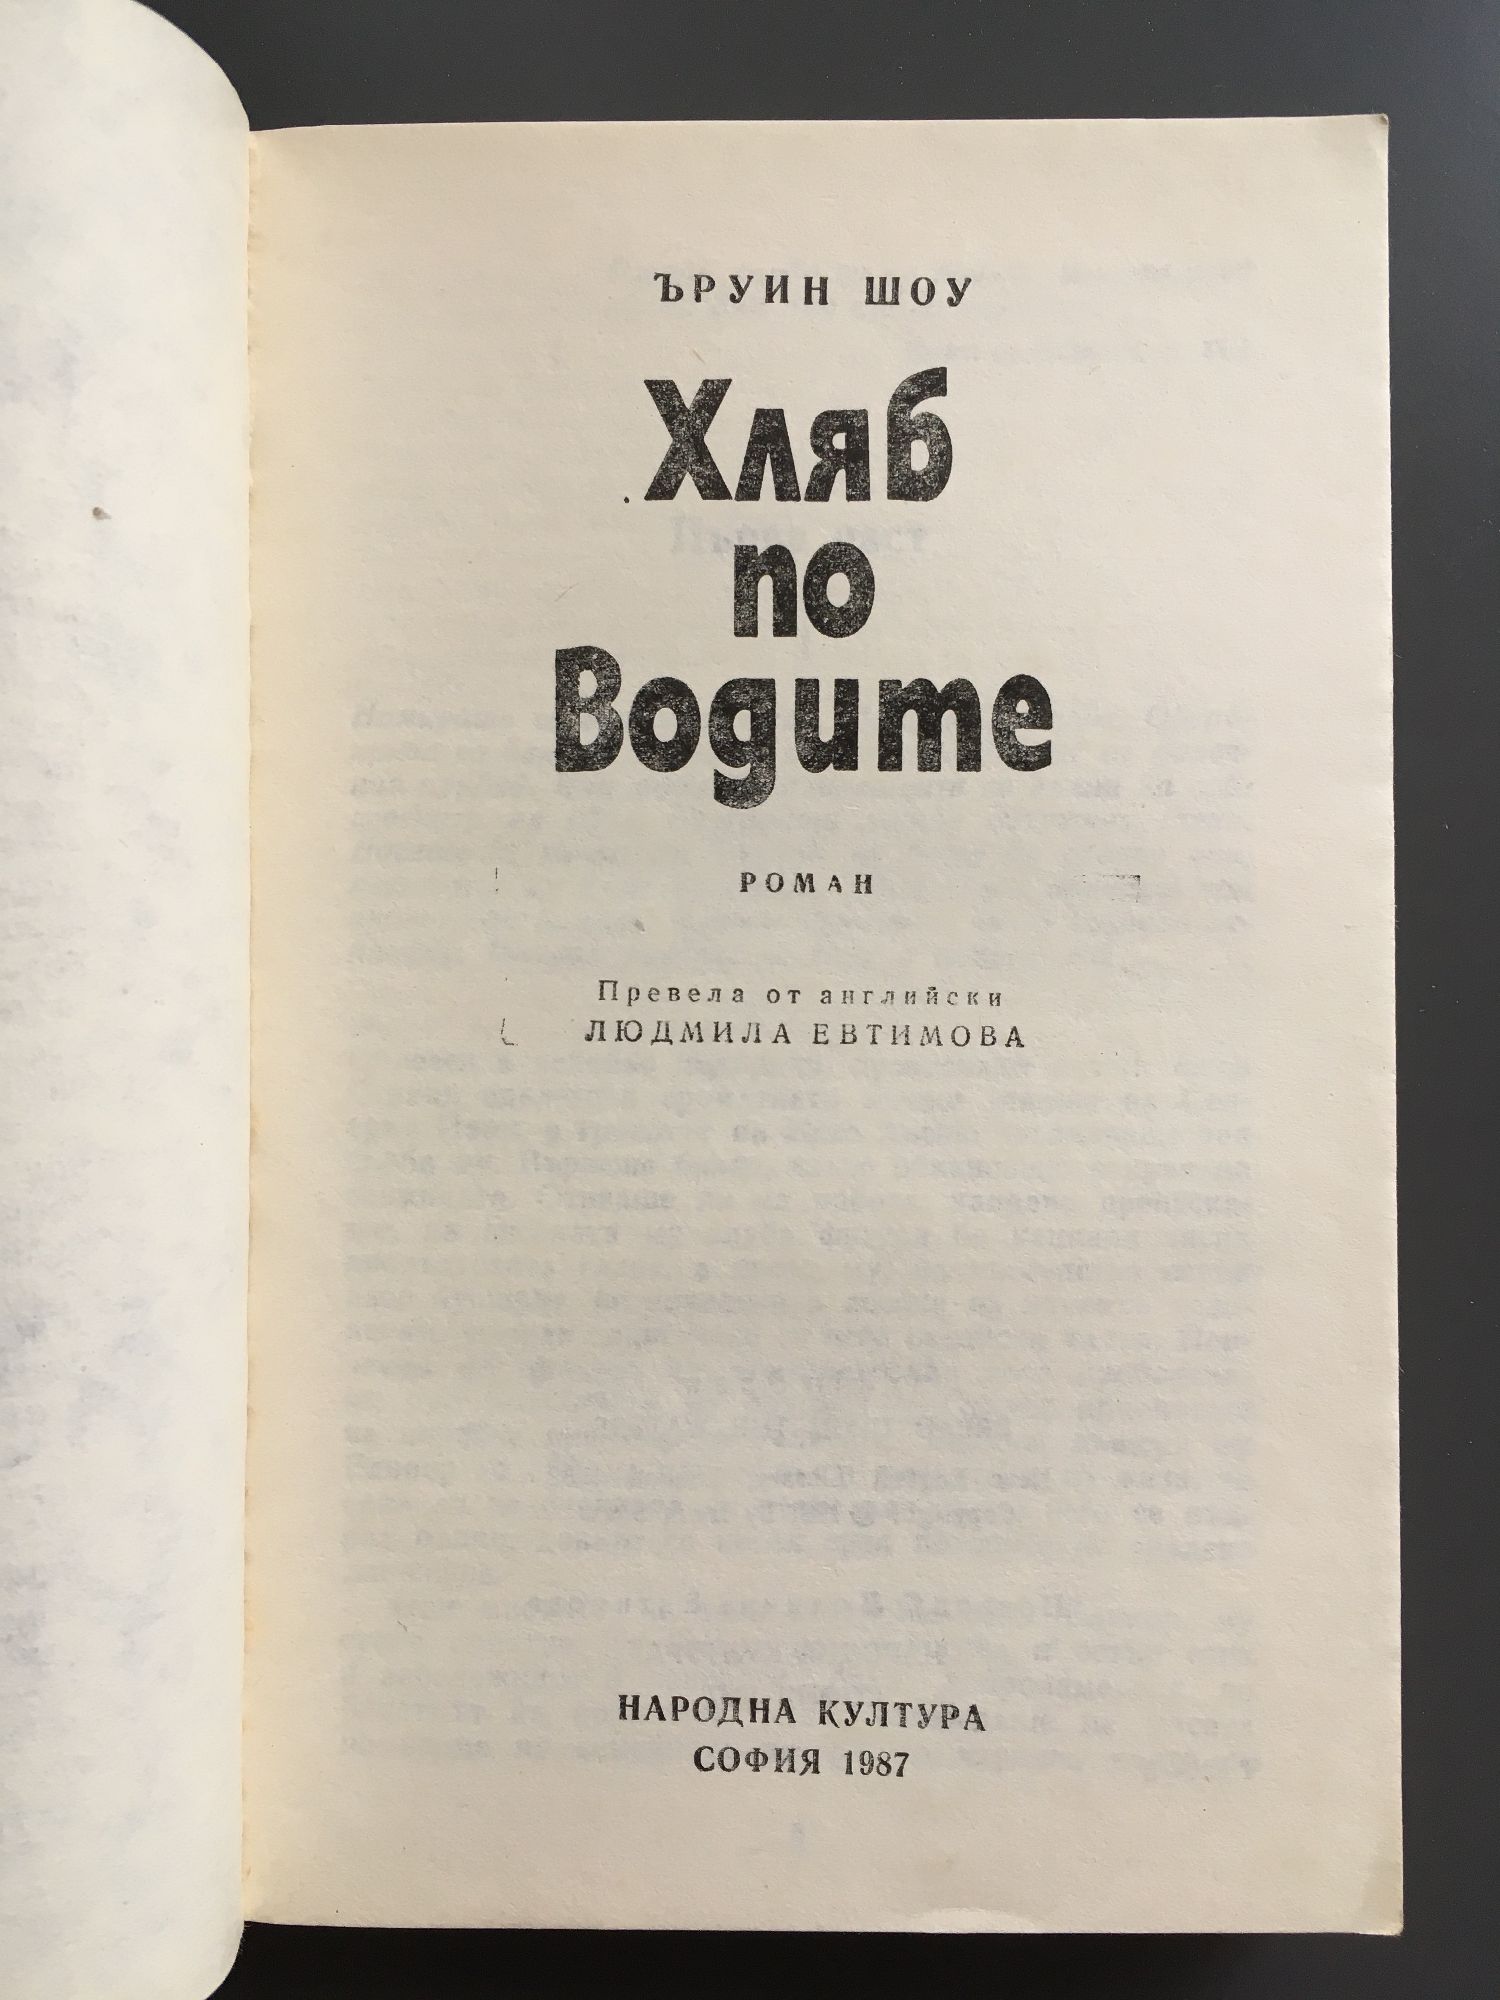 ЪРУИН ШОУ
Хляб
по
Водите
РОМАН
Превела от английски
ЛЮДМИЛА ЕВТИМОВА
НАРОДНА КУЛТУРА
СОФИЯ 1987